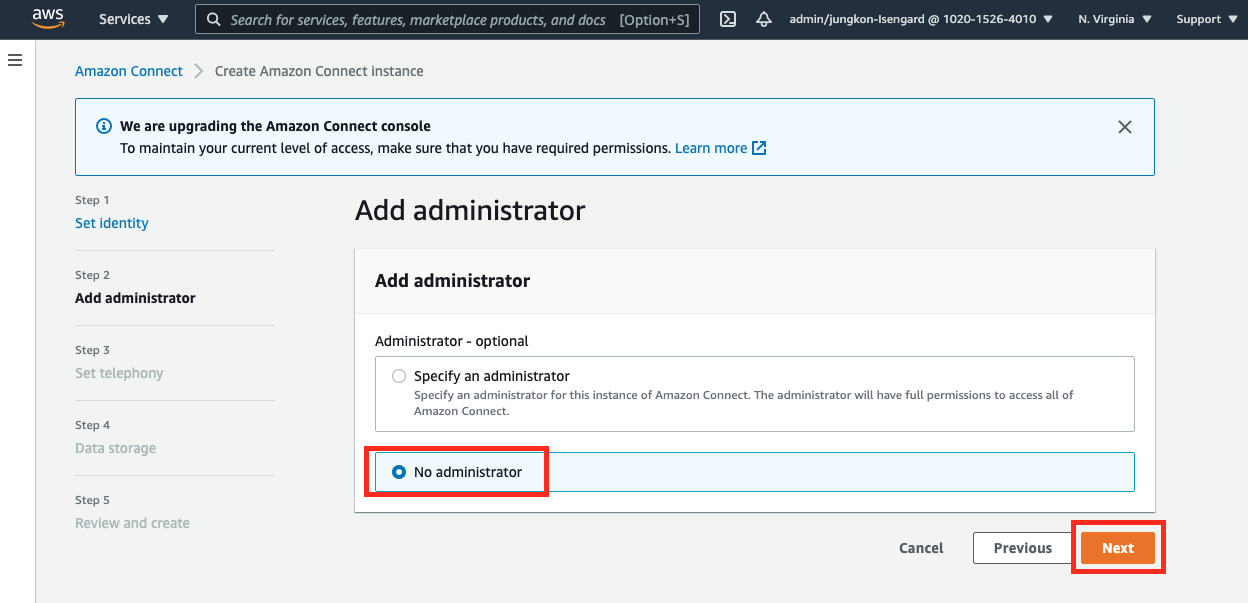 aws
Services ▼
Search for services, features, marketplace products, and docs [Option+S]
admin/jungkon-Isengard @ 1020-1526-4010 ▼
N. Virginia ▼
Support ▼
Amazon Connect > Create Amazon Connect instance
We are upgrading the Amazon Connect console
To maintain your current level of access, make sure that you have required permissions. Learn more
Step 1
Set identity
Step 2
Add administrator
Step 3
Set telephony
Step 4
Data storage
Step 5
Review and create
Add administrator
Add administrator
Administrator - optional
Specify an administrator
Specify an administrator for this instance of Amazon Connect. The administrator will have full permissions to access all of
Amazon Connect.
No administrator
Cancel
Previous
Next